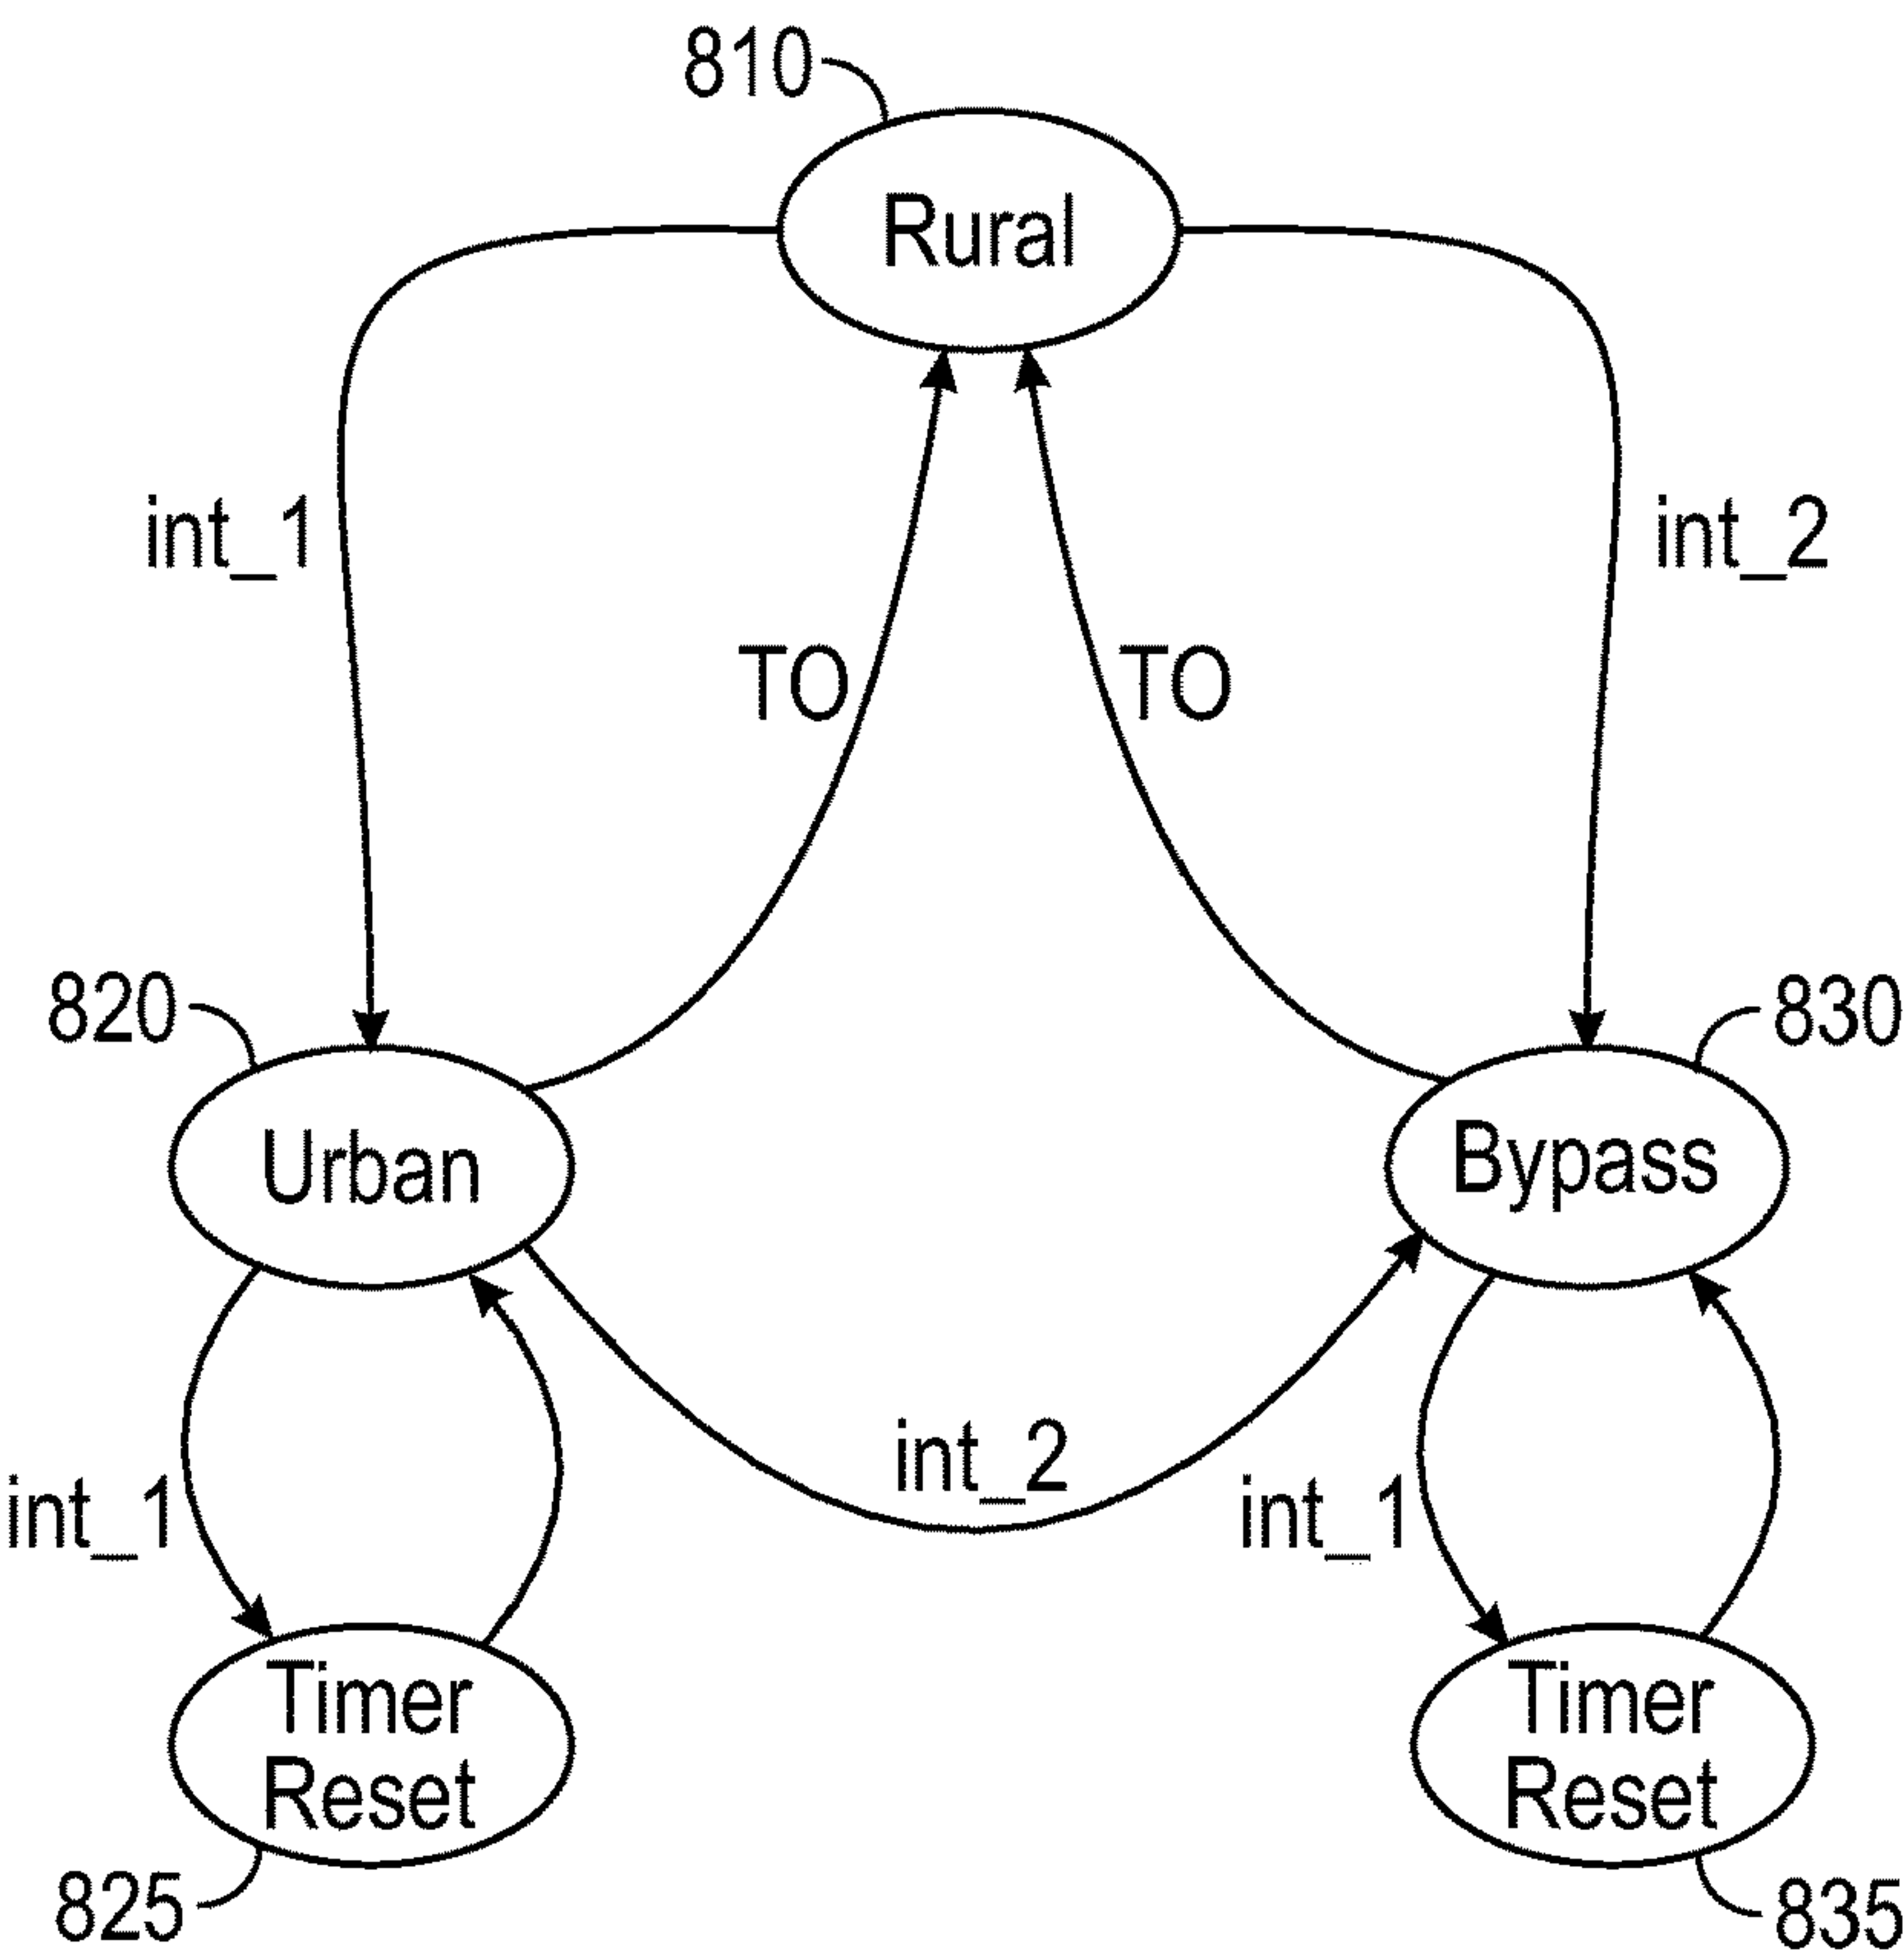 810
Rural
int_1
int_2
TO
TO
820
830
Urban
Bypass
int_2
int_1
int_1
Timer
Reset
Timer
Reset
825
835